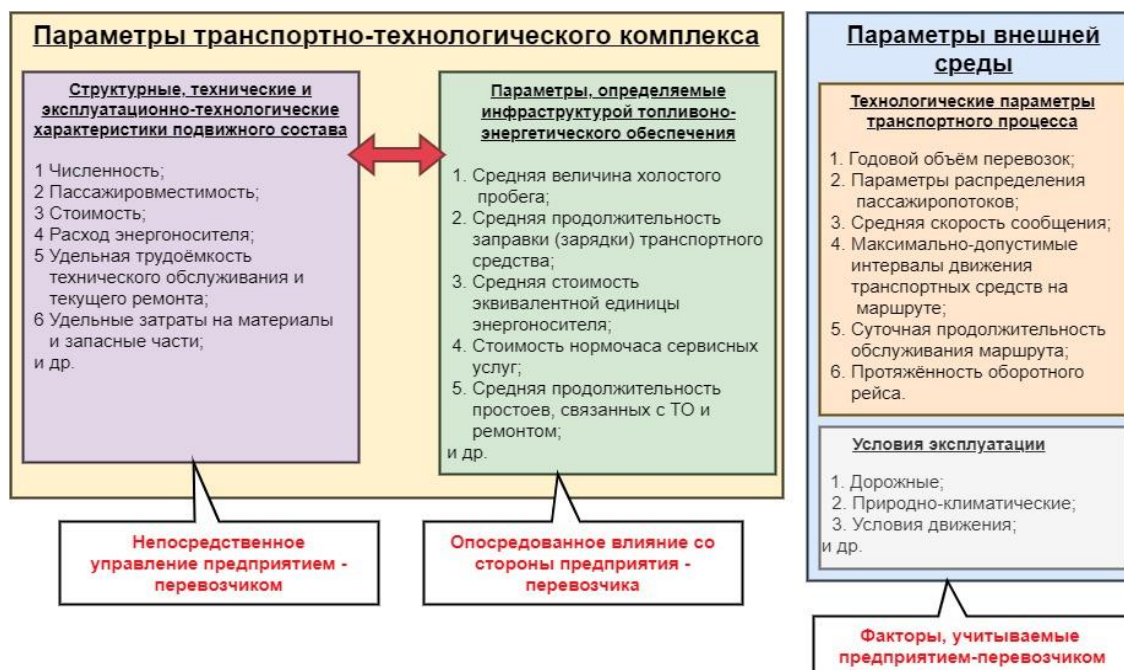 Параметры транспортно-технологического комплекса
Структурные, технические и
эксплуатационно-технологические
характеристики подвижного состава
1 Численность;
2 Пассажировместимость;
3 Стоимость;
4 Расход энергоносителя;
5 Удельная трудоёмкость
технического обслуживания и
текущего ремонта;
6 Удельные затраты на материалы
и запасные части;
и др.
Параметры, определяемые
инфраструктурой топливоно-
энергетического обеспечения
1. Средняя величина холостого
пробега;
2. Средняя продолжительность
заправки (зарядки) транспортного
средства;
3. Средняя стоимость
эквивалентной единицы
энергоносителя;
4. Стоимость нормочаса сервисных
услуг;
5. Средняя продолжительность
простоев, связанных с ТО и
ремонтом;
и др.
Непосредственное
управление предприятием -
перевозчиком
Опосредованное влияние со
стороны предприятия -
перевозчика
Параметры внешней
среды
Технологические параметры
транспортного процесса
1. Годовой объём перевозок;
2. Параметры распределения
пассажиропотоков;
3. Средняя скорость сообщения;
4. Максимально-допустимые
интервалы движения
транспортных средств на
маршруте;
5. Суточная продолжительность
обслуживания маршрута;
6. Протяжённость оборотного
рейса.
Условия эксплуатации
1. Дорожные;
2. Природно-климатические;
3. Условия движения;
и др.
Факторы, учитываемые
предприятием-перевозчиком